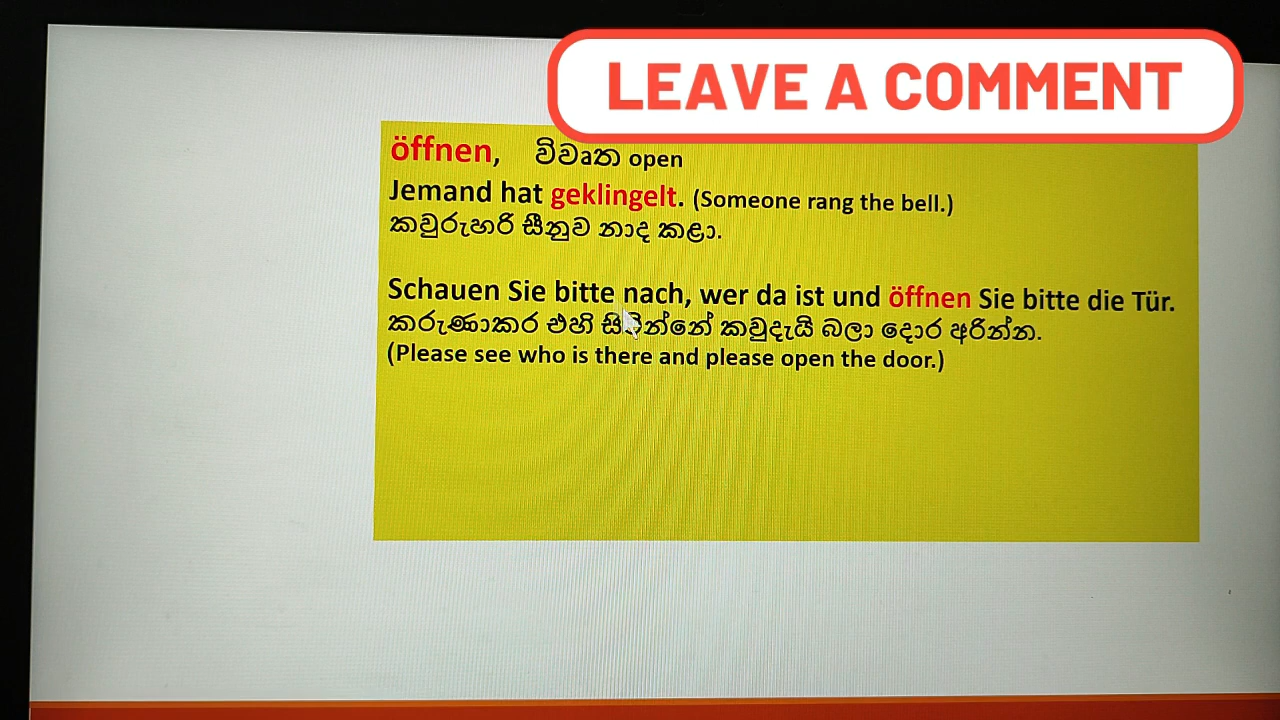 LEAVE A COMMENT
öffnen, විවෘත open
Jemand hat geklingelt. (Someone rang the bell.)
කවුරුහරි සීනුව නාද කළා.
Schauen Sie bitte nach, wer da ist und öffnen Sie bitte die Tür.
කරුණාකර එහි සිටින්නේ කවුදැයි බලා දොර අරින්න.
(Please see who is there and please open the door.)